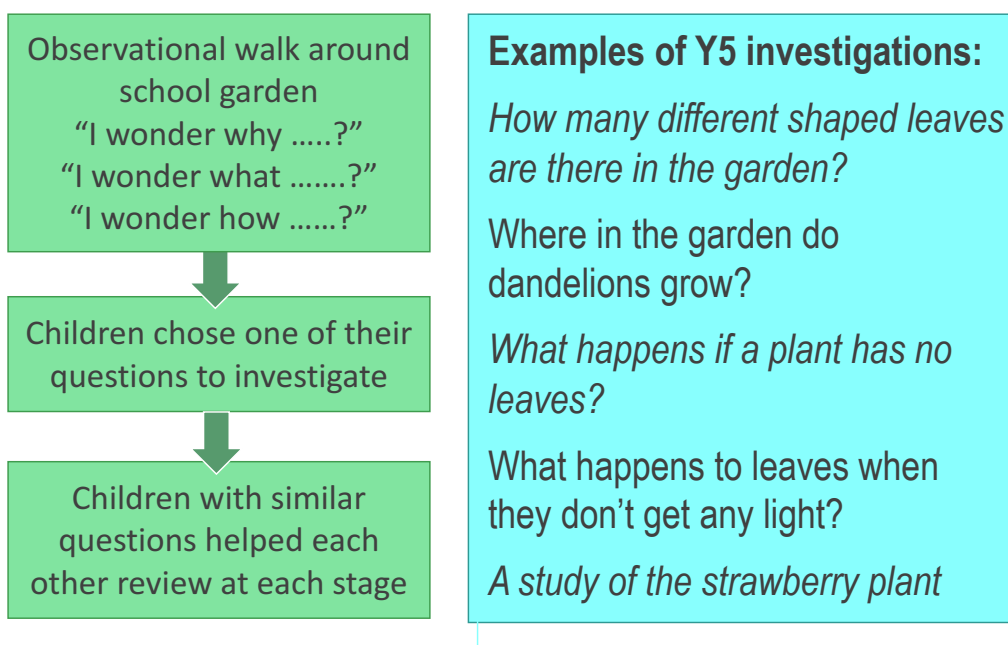 Observational walk around
school garden
“I wonder why …..?”
“I wonder what …….?”
“I wonder how ……?”
Children chose one of their
questions to investigate
Children with similar
questions helped each
other review at each stage
Examples of Y5 investigations:
How many different shaped leaves
are there in the garden?
Where in the garden do
dandelions grow?
What happens if a plant has no
leaves?
What happens to leaves when
they don’t get any light?
A study of the strawberry plant